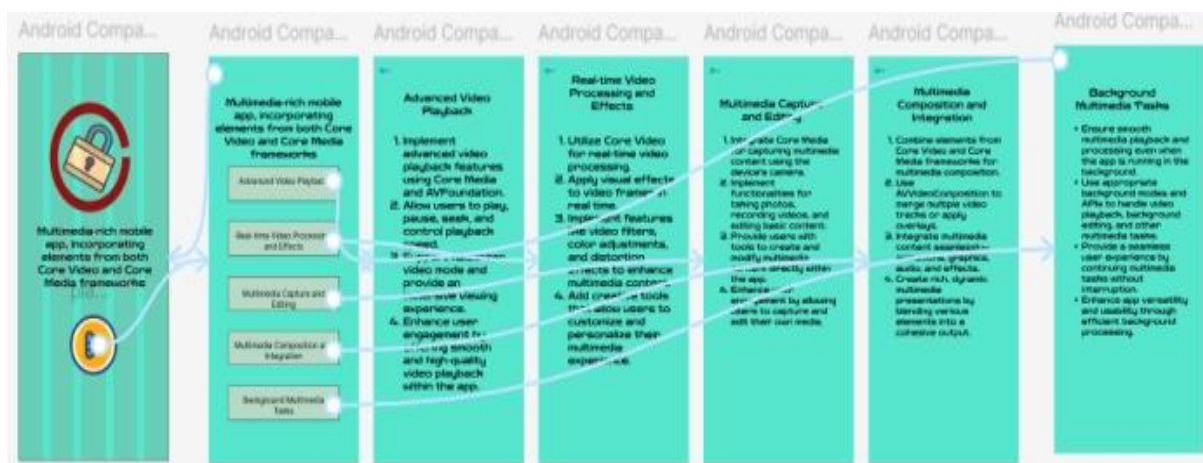 Android Compa...
Multimedia-rich mobile
app, incorporating
elements from both
Core Video and Core
Media frameworks
Android Compa...
Multimedia-rich mobile
app, incorporating
elements from both Core
Video and Core Media
frameworks
Advanced Video Playbac
Real-time Video Processin
and Effects
Multimedia Capture and
Editing
Multimedia Composition a
Integration
Background Multimedia
Tasks
Android Compa...
←
Advanced Video
Playback
1. Implement
advanced video
playback features
using Core Media
and AVFoundation.
2. Allow users to play,
pause, seek, and
control playback
speed.
3.
video mode and
provide an
viewing
experience.
4. Enhance user
engagement by
offering smooth
and high-quality
video playback
within the app.
Android Compa...
←
Real-time Video
Processing and
Effects
1. Utilize Core Video
for real-time video
processing.
2. Apply visual effects
to video frames in
real time.
3. Implement features
like video filters,
color adjustments,
and distortion
effects to enhance
multimedia content.
4. Add creative tools
that allow users to
customize and
personalize their
multimedia
experience.
Android Compa...
←
Multimedia Capture
and Editing
1. Integrate Core Media
for capturing multimedia
content using the
device's camera.
2. Implement
functionalities for
taking photos,
recording videos, and
editing basic content.
3. Provide users with
tools to create and
modify multimedia
content directly within
the app.
4. Enhance user
engagement by allowing
users to capture and
edit their own media.
Android Compa...
←
Multimedia
Composition and
Integration
1. Combine elements from
Core Video and Core
Media frameworks for
multimedia composition.
2. Use
AVVideoComposition to
merge multiple video
tracks or apply
overlays.
3. Integrate multimedia
content seamlessly with
graphics,
audio, and effects.
4. Create rich, dynamic
multimedia
presentations by
blending various
elements into a
cohesive output.
Android Compa...
←
Background
Multimedia Tasks
• Ensure smooth
multimedia playback and
processing even when
the app is running in the
background.
• Use appropriate
background modes and
APIs to handle video
playback, background
editing, and other
multimedia tasks.
• Provide a seamless
user experience by
continuing multimedia
tasks without
interruption.
• Enhance app versatility
and usability through
efficient background
processing.